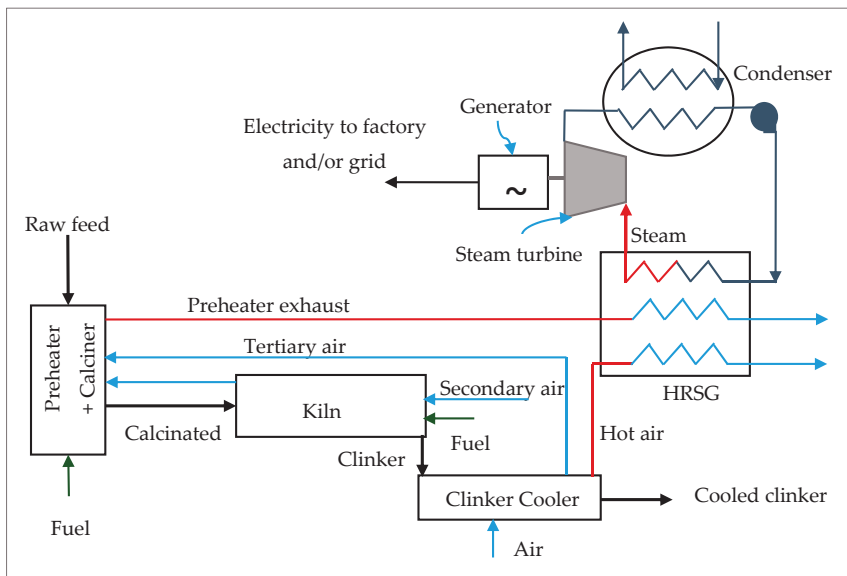 Condenser
Generator
Electricity to factory
and/or grid
~
Raw feed
Steam turbine
Steam
Preheater exhaust
Preheater
+ Calciner
Tertiary air
Secondary air
Kiln
HRSG
Calcinated
Fuel
Hot air
Clinker
Clinker Cooler
Cooled clinker
Fuel
Air